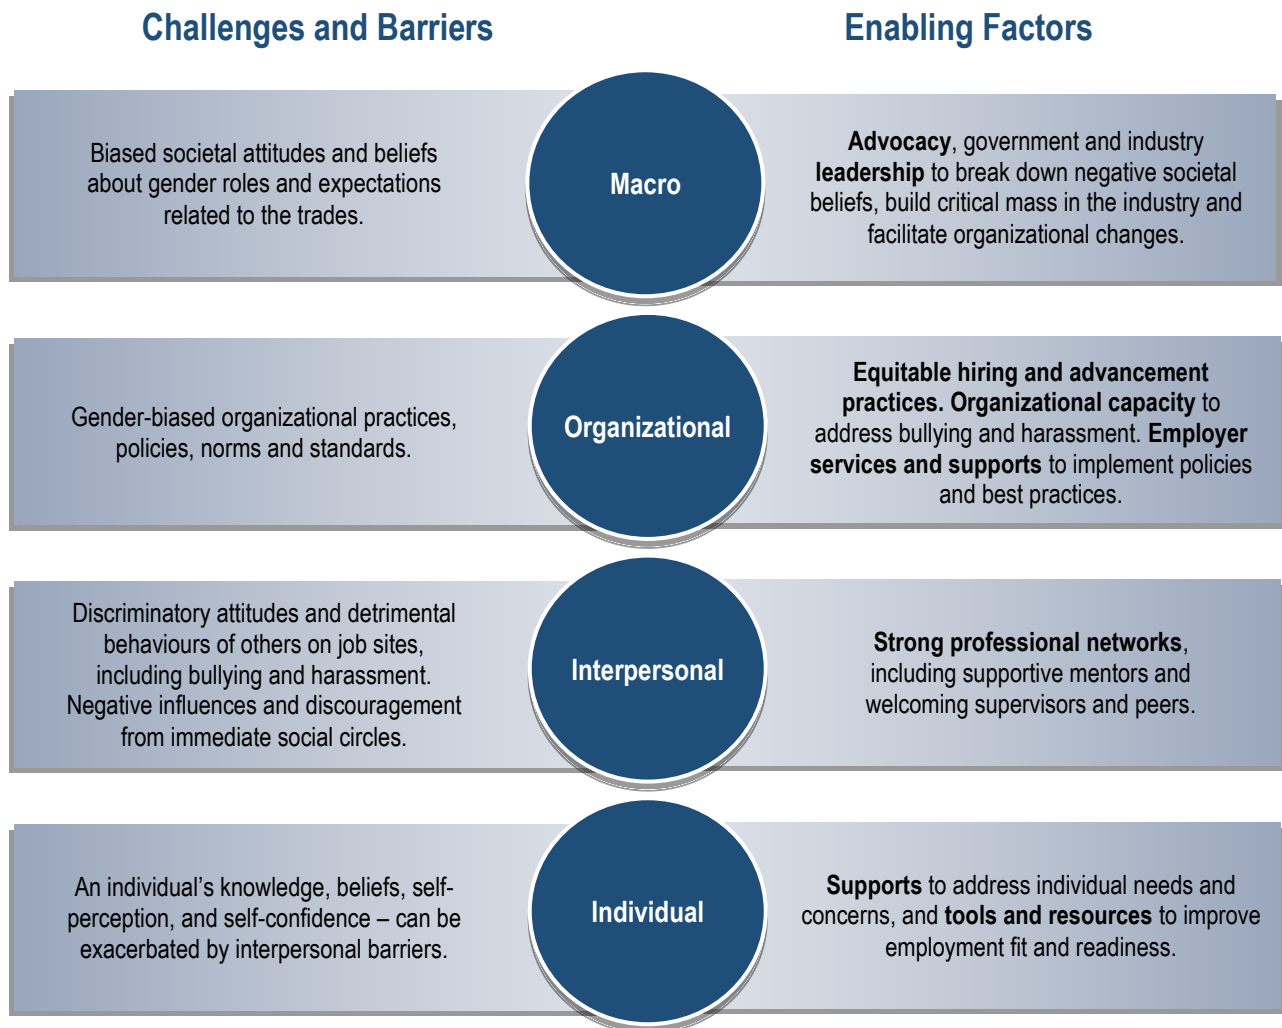 Challenges and Barriers
Enabling Factors
Biased societal attitudes and beliefs
about gender roles and expectations
related to the trades.
Macro
Advocacy, government and industry
leadership to break down negative societal
beliefs, build critical mass in the industry and
facilitate organizational changes.
Gender-biased organizational practices,
policies, norms and standards.
Organizational
Equitable hiring and advancement
practices. Organizational capacity to
address bullying and harassment. Employer
services and supports to implement policies
and best practices.
Discriminatory attitudes and detrimental
behaviours of others on job sites,
including bullying and harassment.
Negative influences and discouragement
from immediate social circles.
Interpersonal
Strong professional networks,
including supportive mentors and
welcoming supervisors and peers.
An individual’s knowledge, beliefs, self-
perception, and self-confidence – can be
exacerbated by interpersonal barriers.
Individual
Supports to address individual needs and
concerns, and tools and resources to improve
employment fit and readiness.